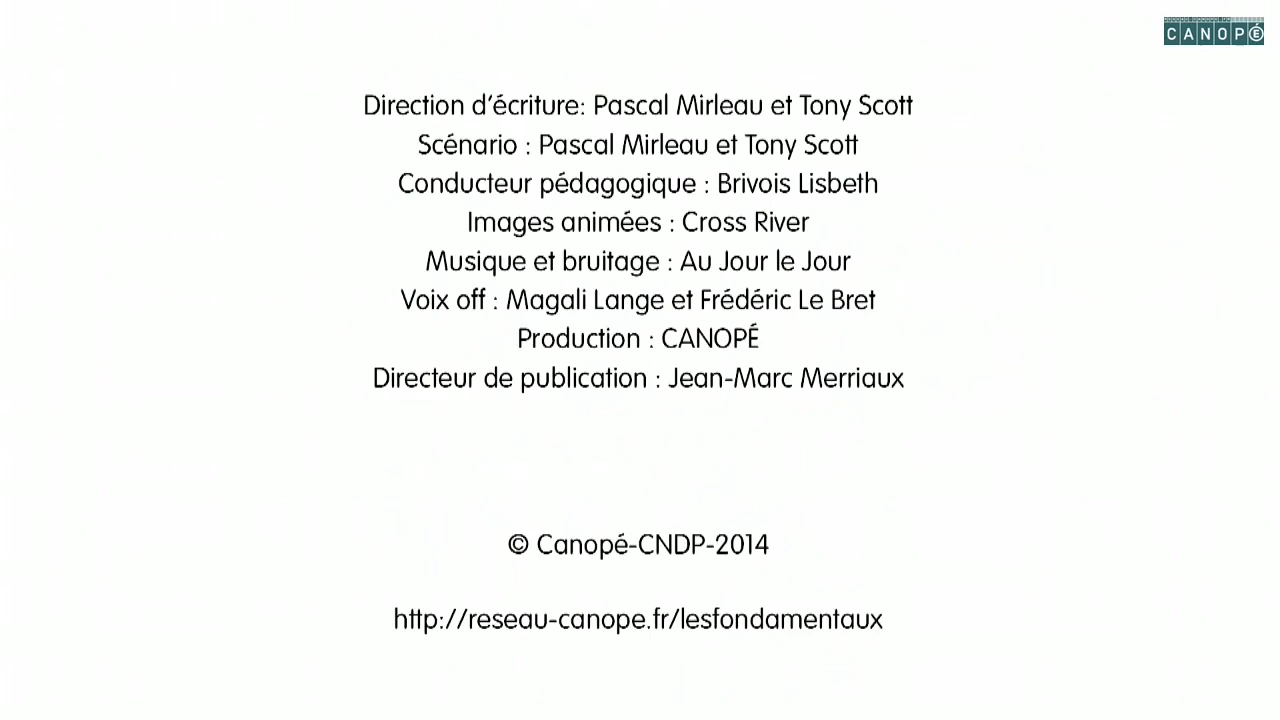 CANOPÉ
Direction d'écriture: Pascal Mirleau et Tony Scott
Scénario : Pascal Mirleau et Tony Scott
Conducteur pédagogique : Brivois Lisbeth
Images animées : Cross River
Musique et bruitage : Au Jour le Jour
Voix off : Magali Lange et Frédéric Le Bret
Production : CANOPÉ
Directeur de publication : Jean-Marc Merriaux
© Canopé-CNDP-2014
http://reseau-canope.fr/lesfondamentaux